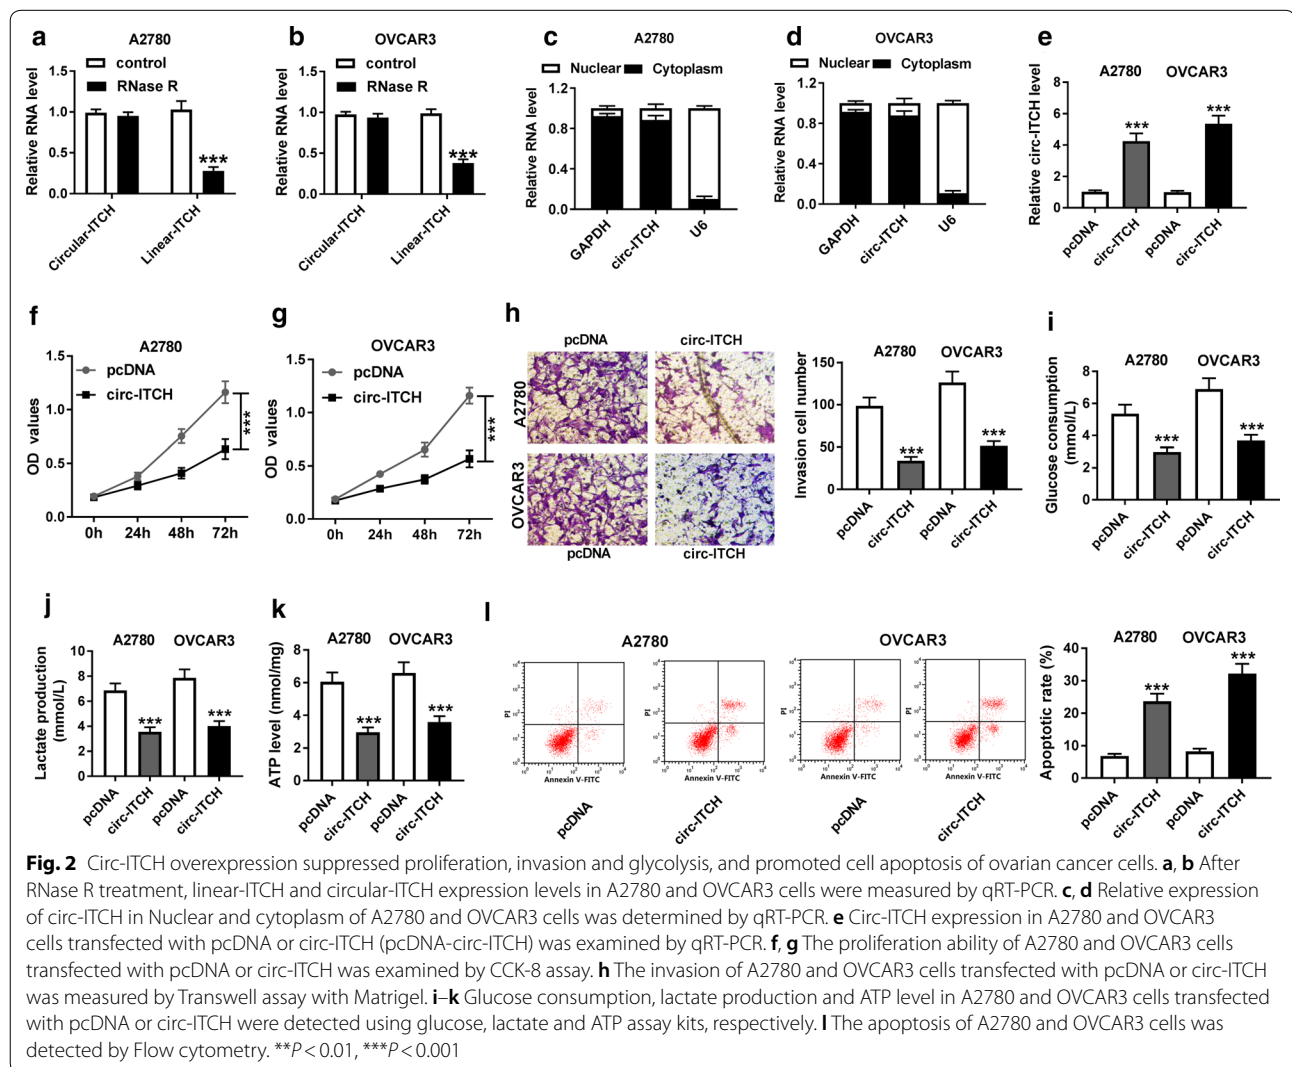 a
A2780
control
RNase R
Relative RNA level
1.5
1.0
0.5
0.0
***
Circular-ITCH
Linear-ITCH
b
OVCAR3
control
RNase R
Relative RNA level
1.5
1.0
0.5
0.0
***
Circular-ITCH
Linear-ITCH
c
A2780
Nuclear
Cytoplasm
Relative RNA level
1.2
0.8
0.4
0.0
GAPDH
circ-ITCH
U6
d
OVCAR3
Nuclear
Cytoplasm
Relative RNA level
1.2
0.8
0.4
0.0
GAPDH
circ-ITCH
U6
e
A2780
OVCAR3
Relative circ-ITCH level
8
6
4
2
0
***
***
pcDNA
circ-ITCH
pcDNA
circ-ITCH
f
A2780
pcDNA
circ-ITCH
OD values
1.5
1.0
0.5
0.0
***
0h 24h 48h 72h
g
OVCAR3
pcDNA
circ-ITCH
OD values
1.5
1.0
0.5
0.0
***
0h 24h 48h 72h
h
pcDNA
circ-ITCH
A2780
OVCAR3
pcDNA
circ-ITCH
A2780
OVCAR3
Invasion cell number
150
100
50
0
***
***
pcDNA
circ-ITCH
pcDNA
circ-ITCH
i
A2780
OVCAR3
Glucose consumption
(mmol/L)
8
6
4
2
0
***
***
pcDNA
circ-ITCH
pcDNA
circ-ITCH
j
A2780
OVCAR3
Lactate production
(mmol/L)
10
8
6
4
2
0
***
***
pcDNA
circ-ITCH
pcDNA
circ-ITCH
k
A2780
OVCAR3
ATP level (nmol/mg)
8
6
4
2
0
***
***
pcDNA
circ-ITCH
pcDNA
circ-ITCH
l
A2780
OVCAR3
PI
Annexin V-FITC
PI
Annexin V-FITC
PI
Annexin V-FITC
PI
Annexin V-FITC
pcDNA
circ-ITCH
pcDNA
circ-ITCH
A2780
OVCAR3
Apoptotic rate (%)
40
30
20
10
0
***
***
pcDNA
circ-ITCH
pcDNA
circ-ITCH
Fig. 2 Circ-ITCH overexpression suppressed proliferation, invasion and glycolysis, and promoted cell apoptosis of ovarian cancer cells. a, b After
RNase R treatment, linear-ITCH and circular-ITCH expression levels in A2780 and OVCAR3 cells were measured by qRT-PCR. c, d Relative expression
of circ-ITCH in Nuclear and cytoplasm of A2780 and OVCAR3 cells was determined by qRT-PCR. e Circ-ITCH expression in A2780 and OVCAR3
cells transfected with pcDNA or circ-ITCH (pcDNA-circ-ITCH) was examined by qRT-PCR. f, g The proliferation ability of A2780 and OVCAR3 cells
transfected with pcDNA or circ-ITCH was examined by CCK-8 assay. h The invasion of A2780 and OVCAR3 cells transfected with pcDNA or circ-ITCH
was measured by Transwell assay with Matrigel. i–k Glucose consumption, lactate production and ATP level in A2780 and OVCAR3 cells transfected
with pcDNA or circ-ITCH were detected using glucose, lactate and ATP assay kits, respectively. l The apoptosis of A2780 and OVCAR3 cells was
detected by Flow cytometry. **P < 0.01, ***P < 0.001